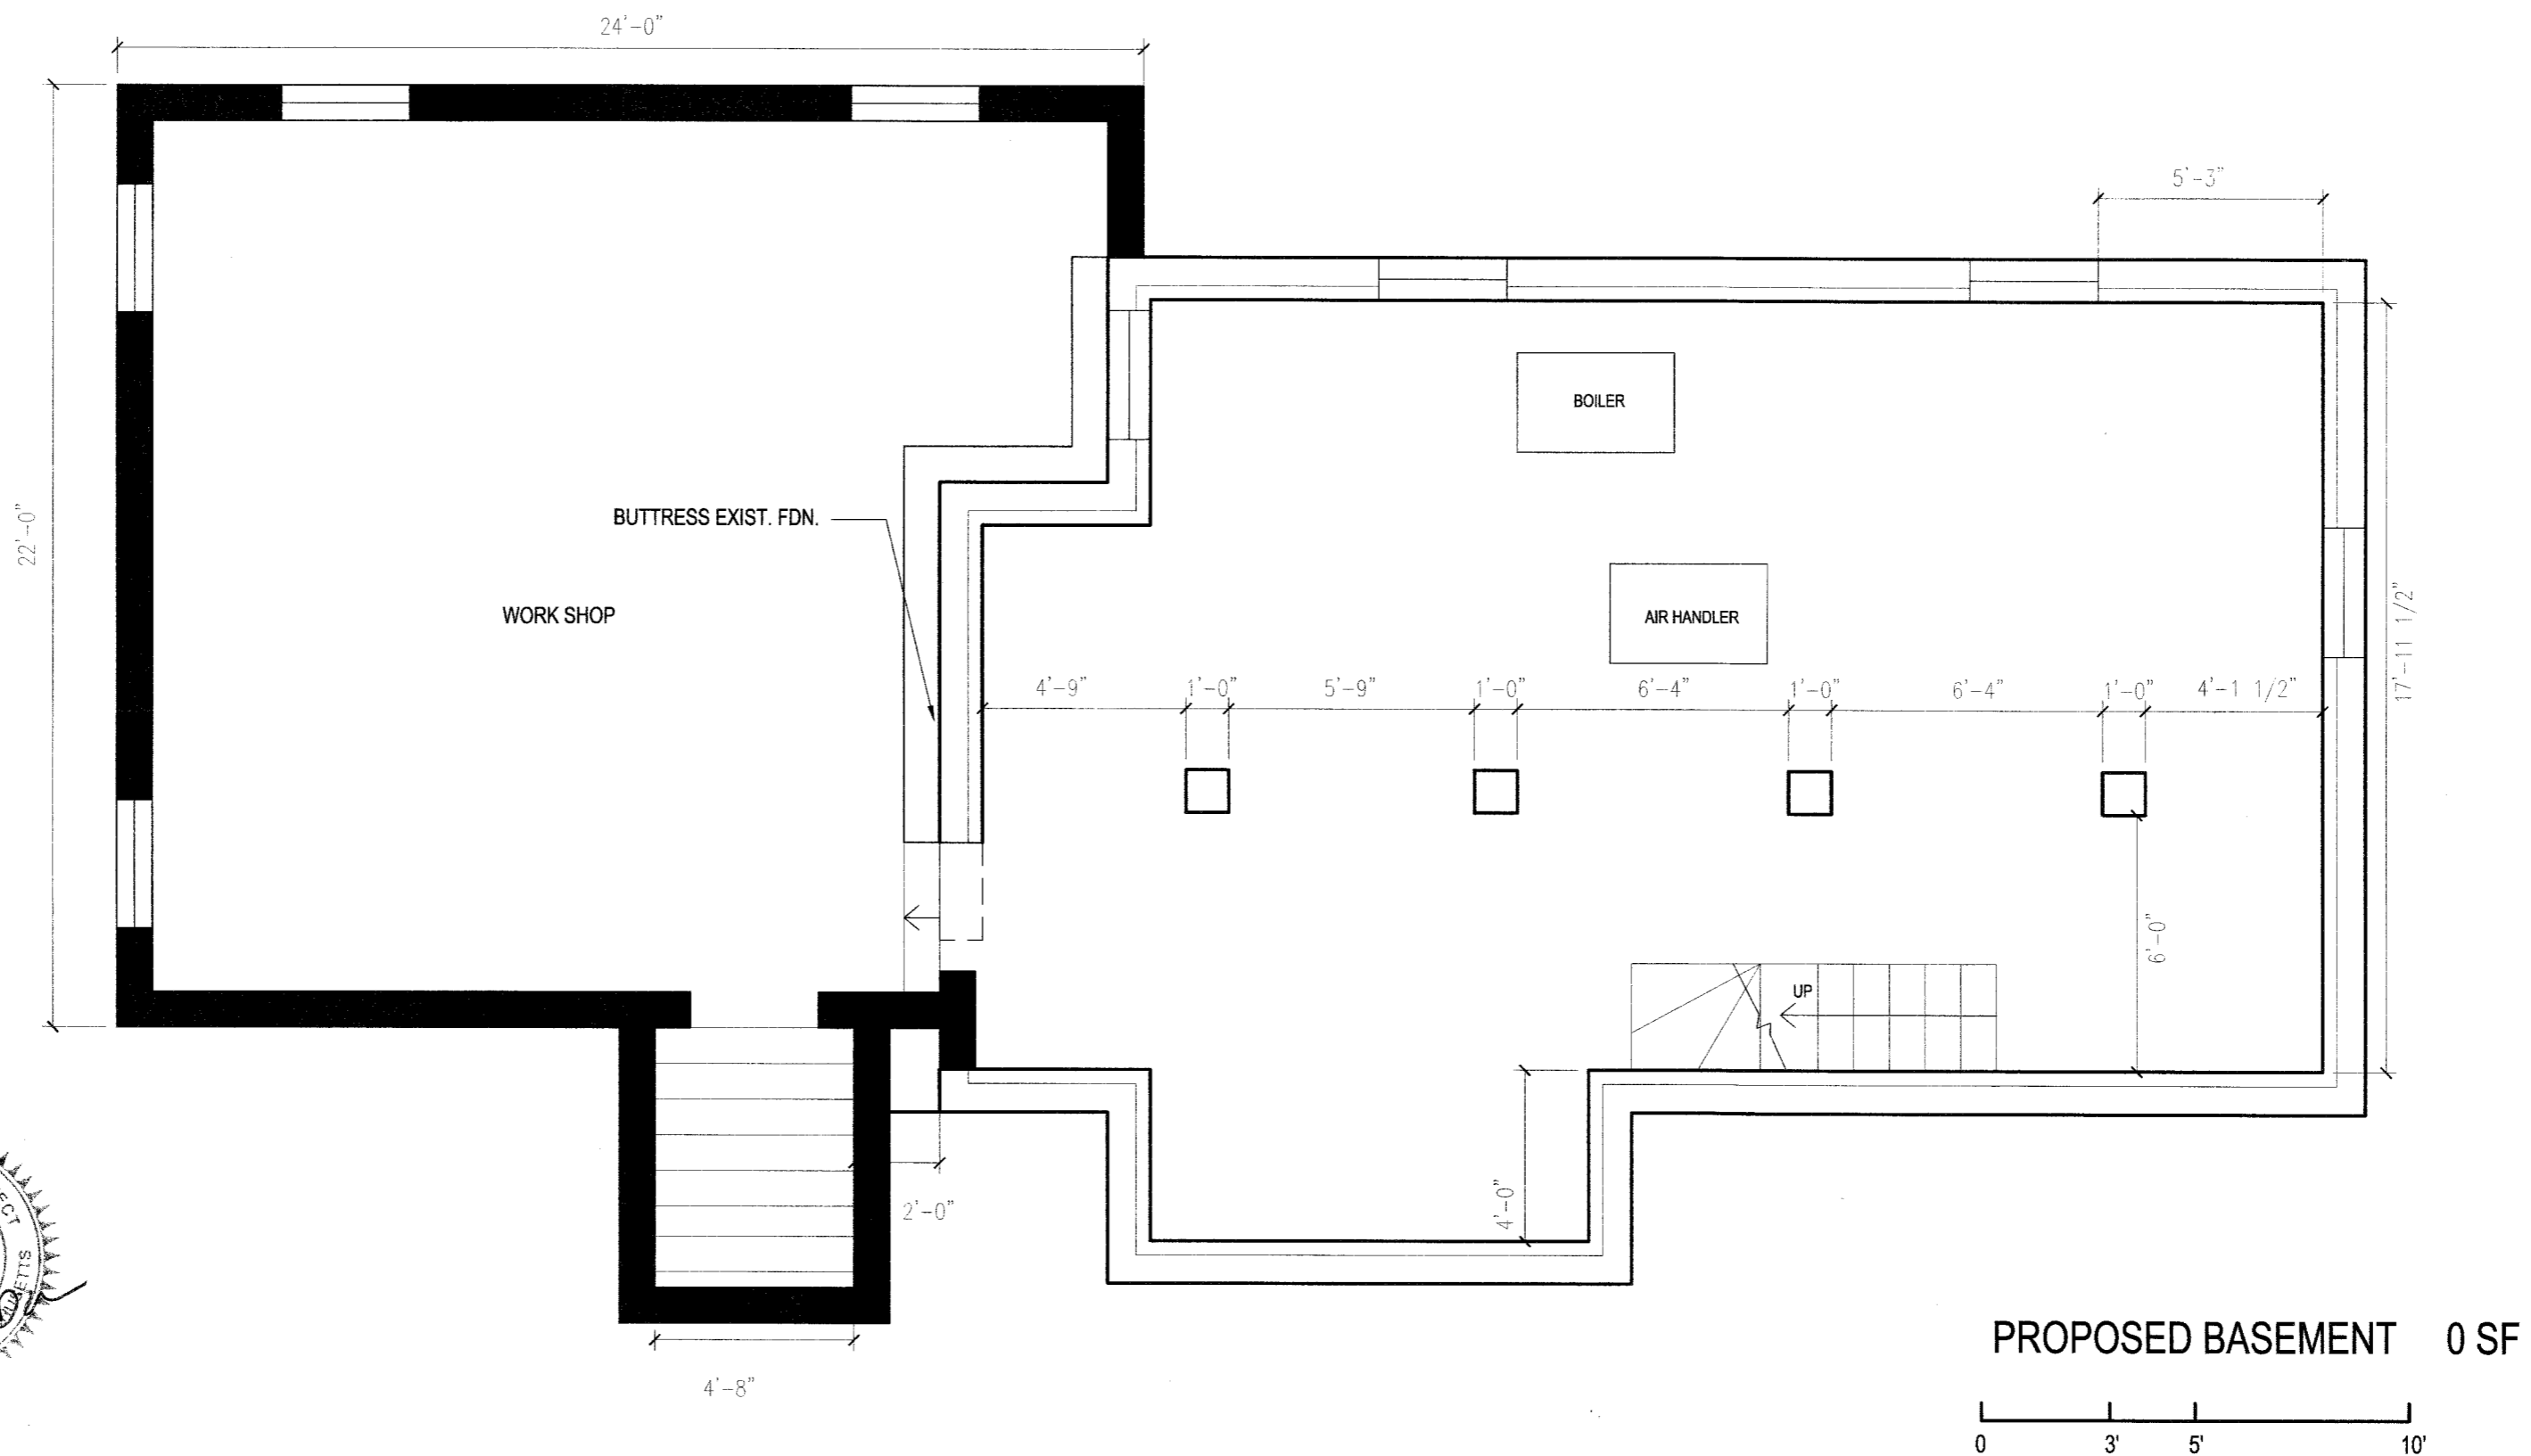 24'-0"
5'-3"
22'-0"
BOILER
BUTTRESS EXIST. FDN.
WORK SHOP
AIR HANDLER
17'-11 1/2"
4'-9" 1'-0" 5'-9" 1'-0" 6'-4" 1'-0" 6'-4" 1'-0" 4'-1 1/2"
6'-0"
UP
4'-0"
2'-0"
4'-8"
PROPOSED BASEMENT 0 SF
0 3' 5' 10'